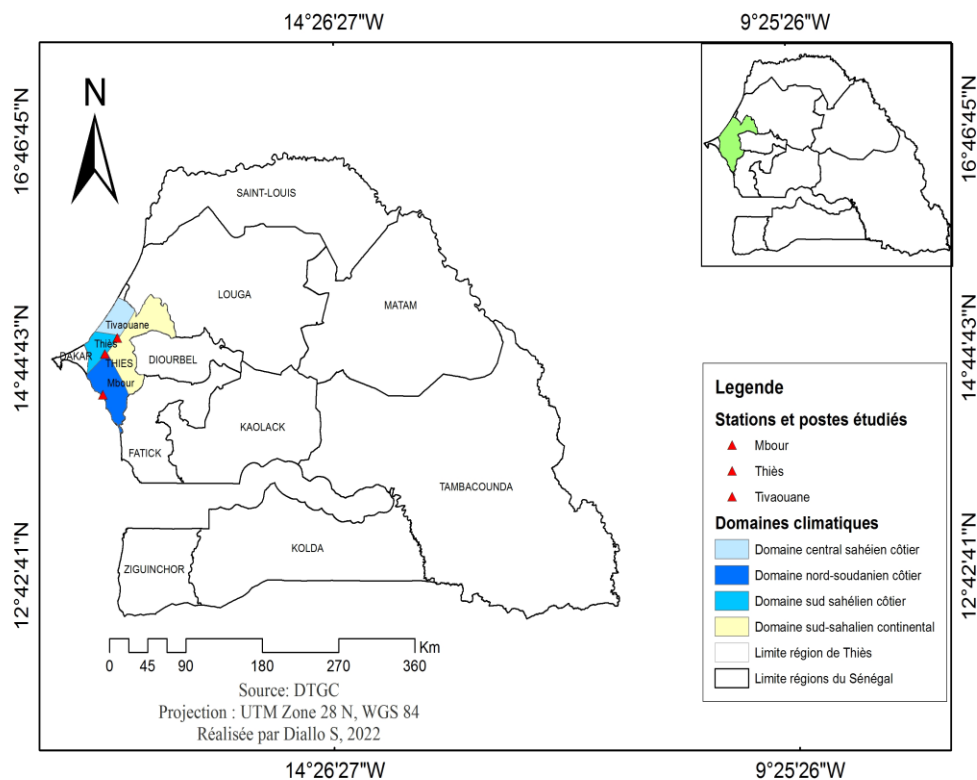 14°26'27"W
9°25'26"W
16°46'45"N
16°46'45"N
N
SAINT-LOUIS
LOUGA
MATAM
Tivaouane
Thiès
DAKAR
THIES
DIOURBEL
Mbour
14°44'43"N
14°44'43"N
KAOLACK
FATICK
TAMBACOUNDA
KOLDA
ZIGUINCHOR
12°42'41"N
12°42'41"N
Legende
Stations et postes étudiés
Mbour
Thiès
Tivaouane
Domaines climatiques
Domaine central sahéien côtier
Domaine nord-soudanien côtier
Domaine sud sahélien côtier
Domaine sud-sahalien continental
Limite région de Thiès
Limite régions du Sénégal
Km
0 45 90 180 270 360
Source: DTGC
Projection : UTM Zone 28 N, WGS 84
Réalisée par Diallo S, 2022
14°26'27"W
9°25'26"W